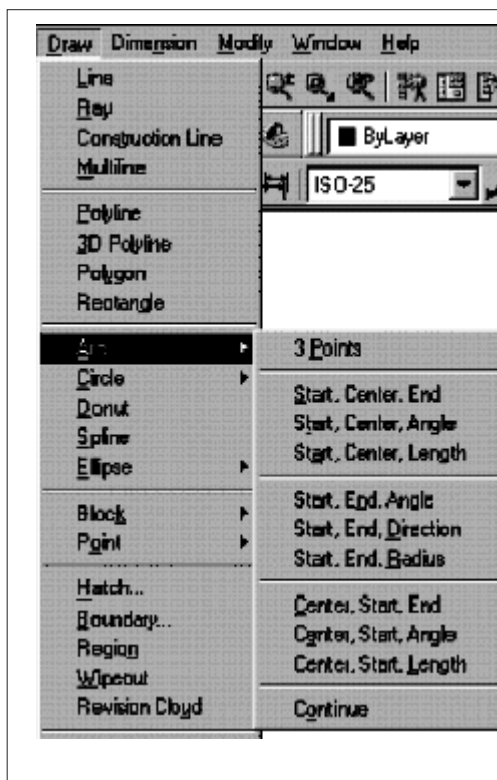 Draw Dimension Modify Window Help
Line
Ray
Construction Line
Multiline
ByLayer
ISO-25
Polyline
3D Polyline
Polygon
Rectangle
Arc
Circle
Donut
Spline
Ellipse
Block
Point
Hatch...
Boundary...
Region
Wipeout
Revision Cloud
3 Points
Start, Center, End
Start, Center, Angle
Start, Center, Length
Start, End, Angle
Start, End, Direction
Start, End, Radius
Center, Start, End
Center, Start, Angle
Center, Start, Length
Continue